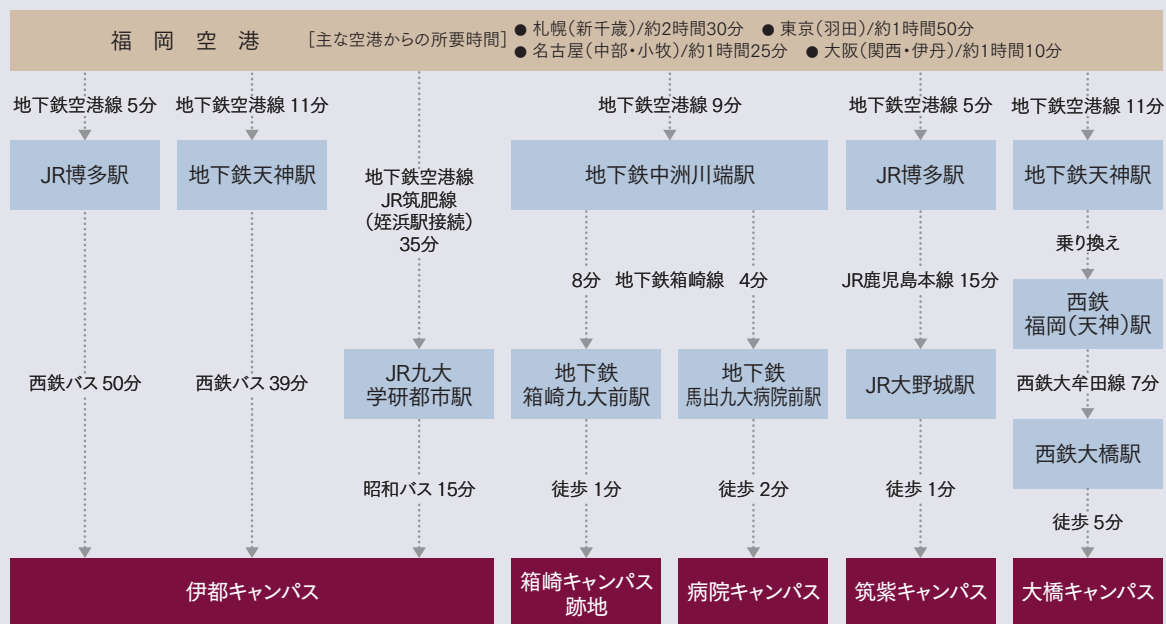 福岡空港
[主な空港からの所要時間]
● 札幌(新千歳)/約2時間30分 ● 東京(羽田)/約1時間50分
● 名古屋(中部・小牧)/約1時間25分 ● 大阪(関西・伊丹)/約1時間10分
地下鉄空港線 5分
地下鉄空港線 11分
地下鉄空港線 9分
地下鉄空港線 5分
地下鉄空港線 11分
JR博多駅
地下鉄天神駅
地下鉄空港線
JR筑肥線
(姪浜駅接続)
35分
地下鉄中洲川端駅
JR博多駅
地下鉄天神駅
乗り換え
8分 地下鉄箱崎線 4分
JR鹿児島本線 15分
西鉄
福岡(天神)駅
西鉄バス 50分
西鉄バス 39分
JR九大
学研都市駅
地下鉄
箱崎九大前駅
地下鉄
馬出九大病院前駅
JR大野城駅
西鉄大牟田線 7分
西鉄大橋駅
昭和バス 15分
徒歩 1分
徒歩 2分
徒歩 1分
徒歩 5分
伊都キャンパス
箱崎キャンパス
跡地
病院キャンパス
筑紫キャンパス
大橋キャンパス